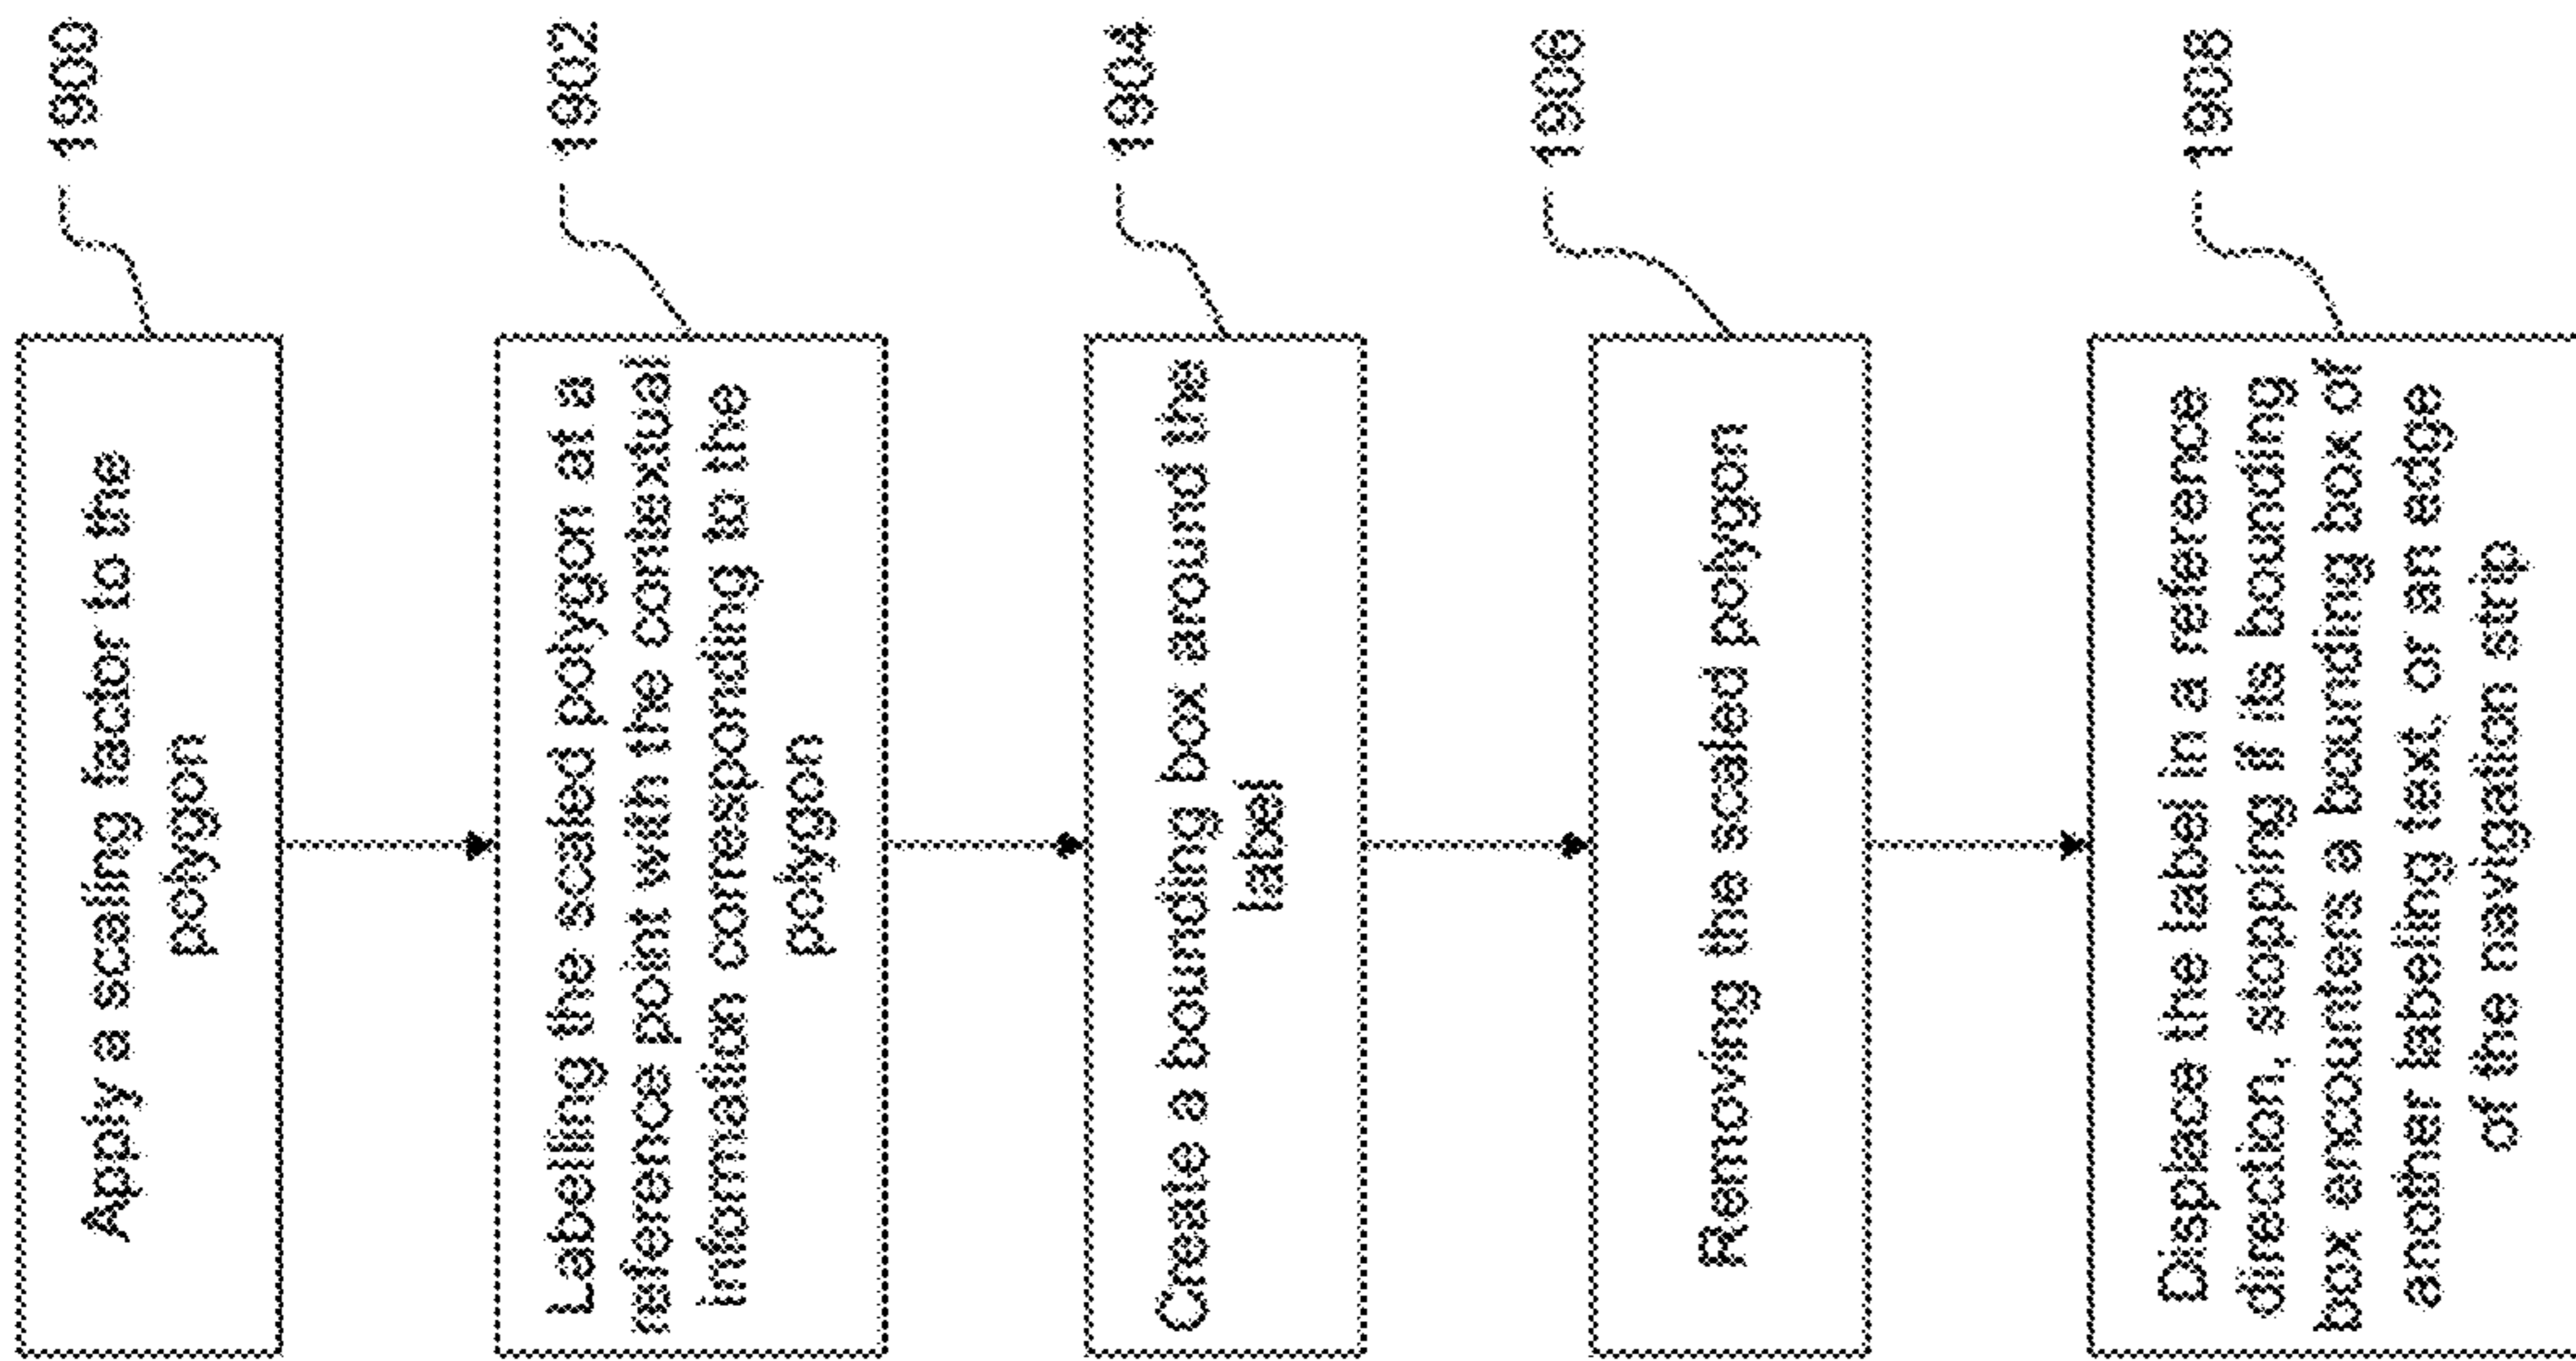 Apply a scaling factor to the
polygon
1900
Labelling the scaled polygon at a
reference point with the contextual
information corresponding to the
polygon
1902
Create a bounding box around the
label
1904
Removing the scaled polygon
1906
Displace the label in a reference
direction, stopping if its bounding
box encounters a bounding box of
another labelling text, or an edge
of the navigation strip
1908